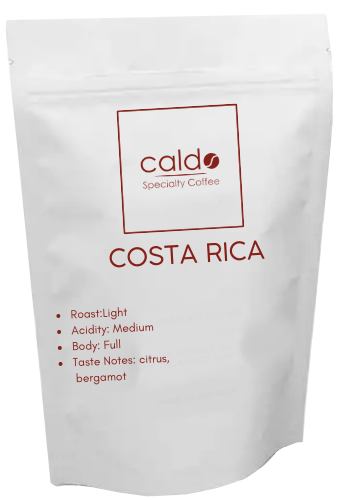 caldo
Specialty Coffee
COSTA RICA
• Roast:Light
• Acidity: Medium
• Body: Full
• Taste Notes: citrus,
bergamot